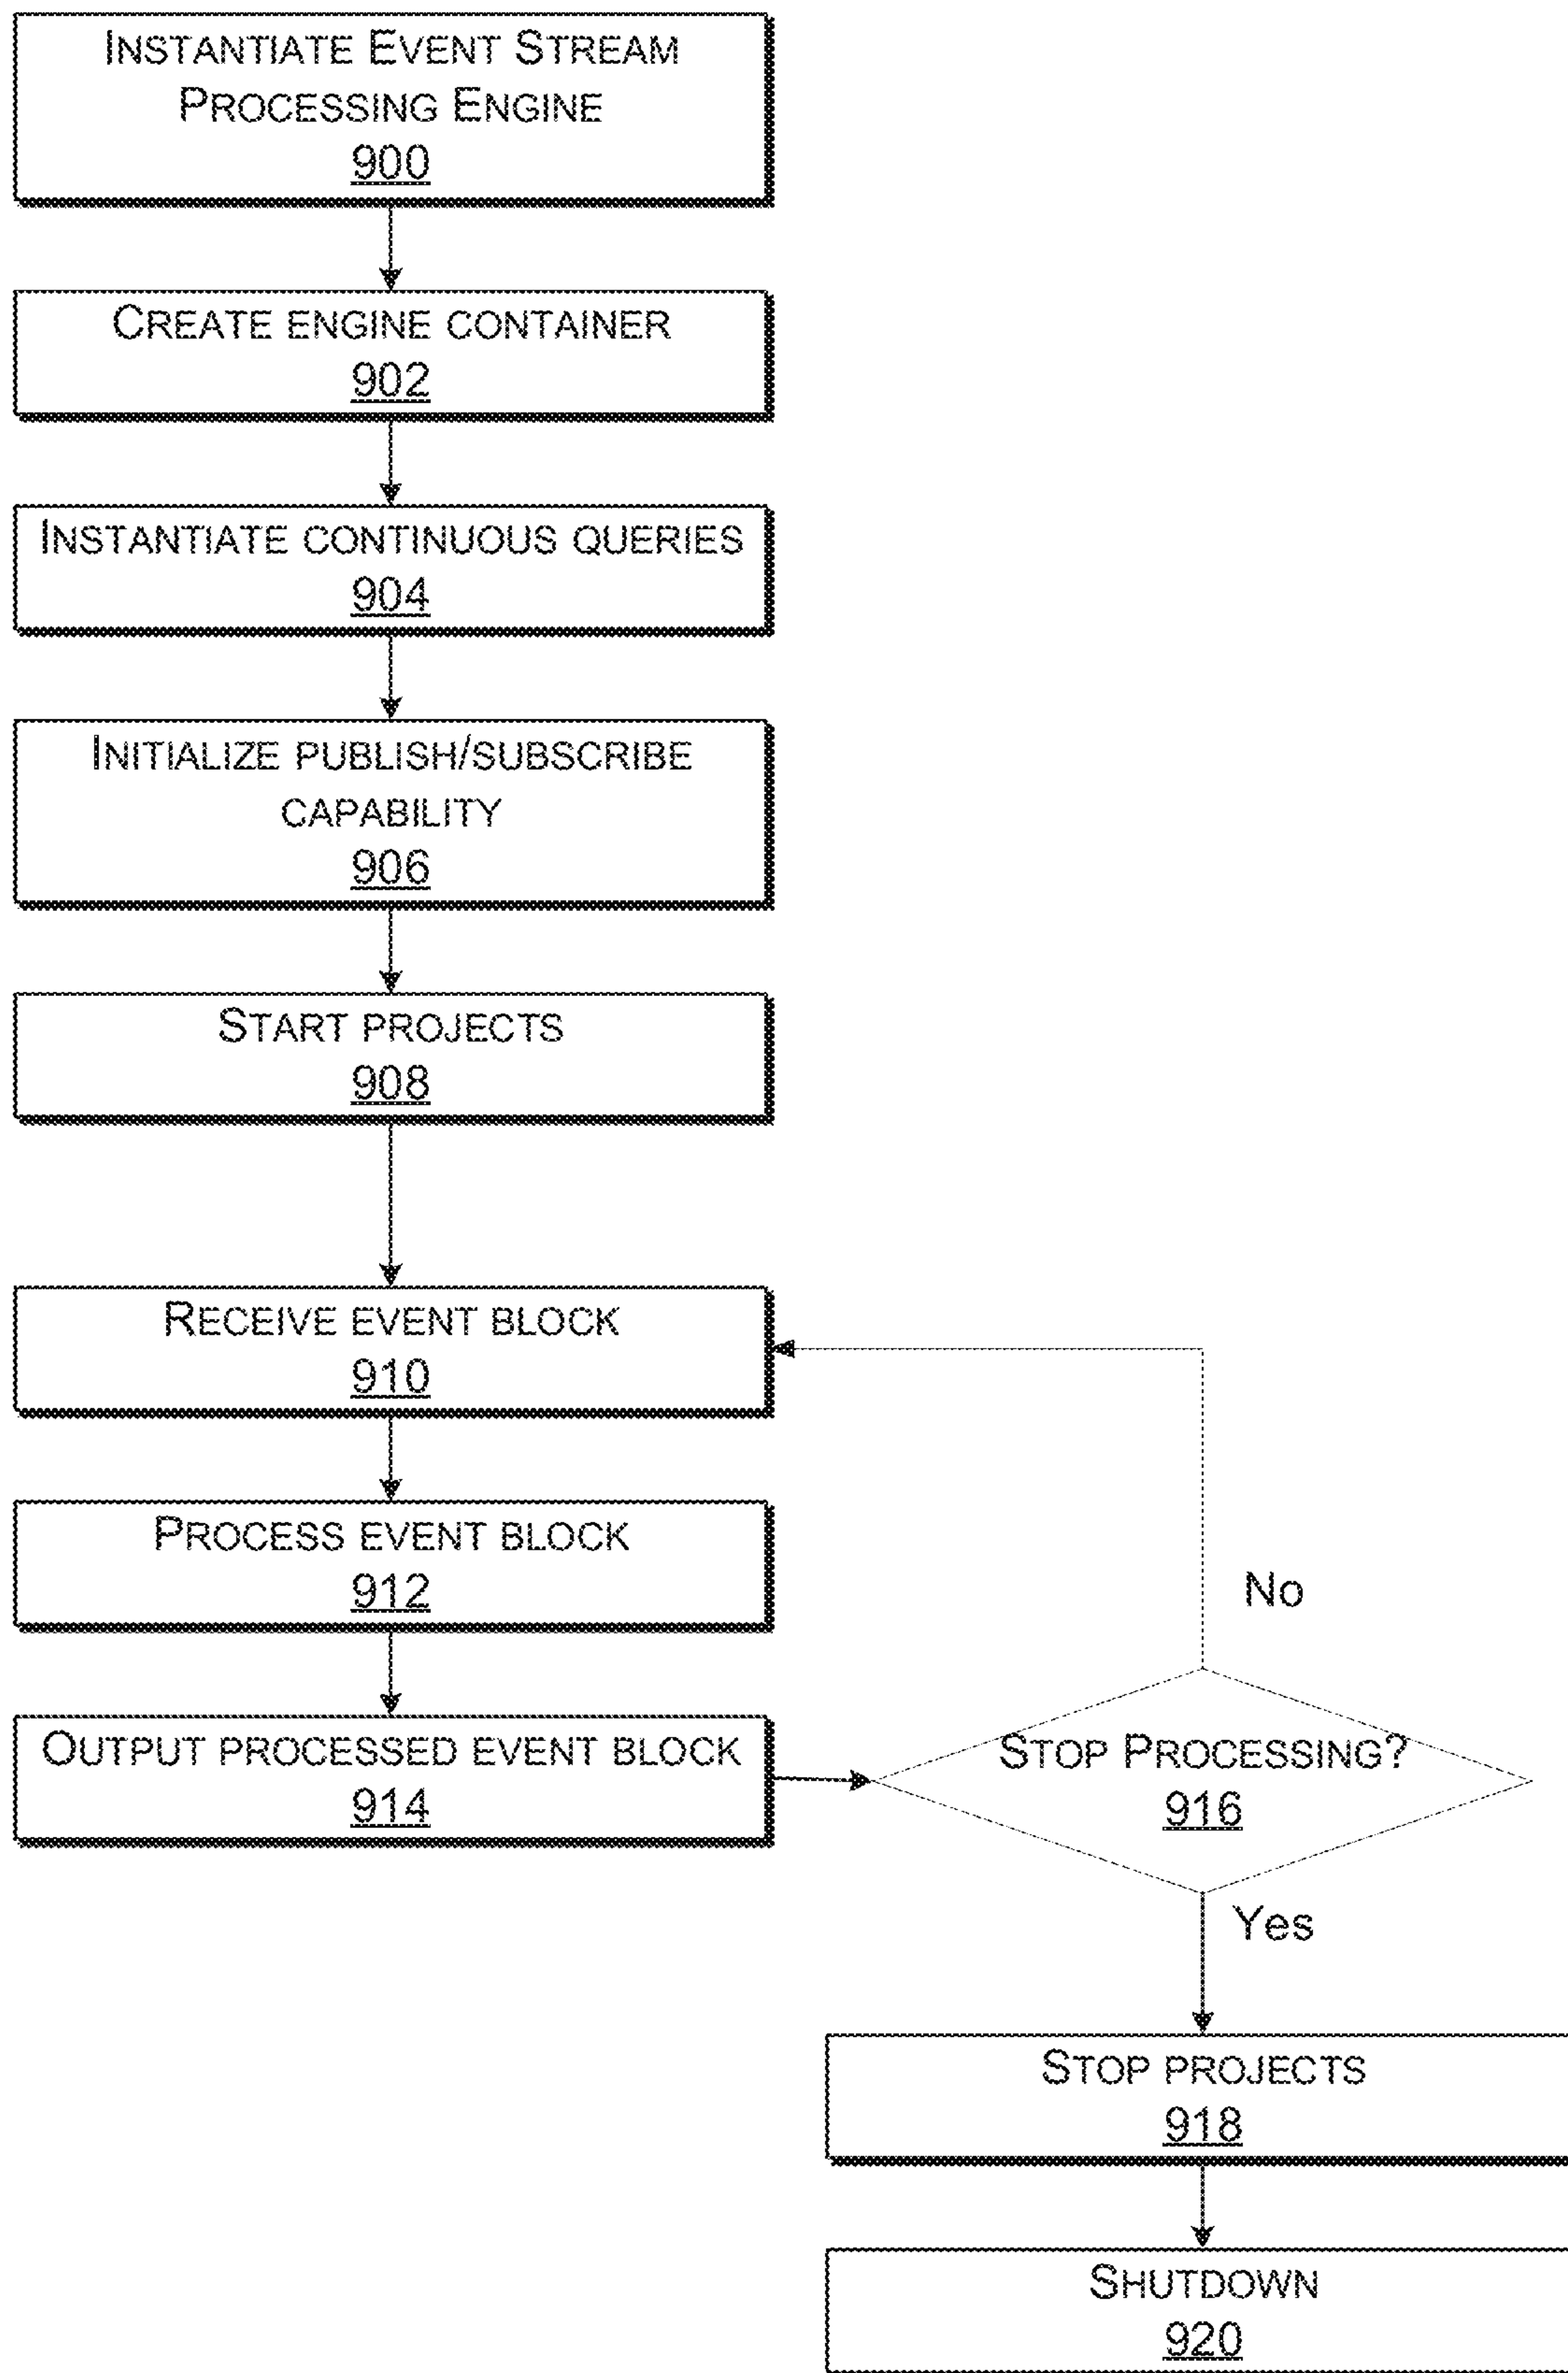 INSTANTIATE EVENT STREAM
PROCESSING ENGINE
900
CREATE ENGINE CONTAINER
902
INSTANTIATE CONTINUOUS QUERIES
904
INITIALIZE PUBLISH/SUBSCRIBE
CAPABILITY
906
START PROJECTS
908
RECEIVE EVENT BLOCK
910
PROCESS EVENT BLOCK
912
OUTPUT PROCESSED EVENT BLOCK
914
No
STOP PROCESSING?
916
Yes
STOP PROJECTS
918
SHUTDOWN
920